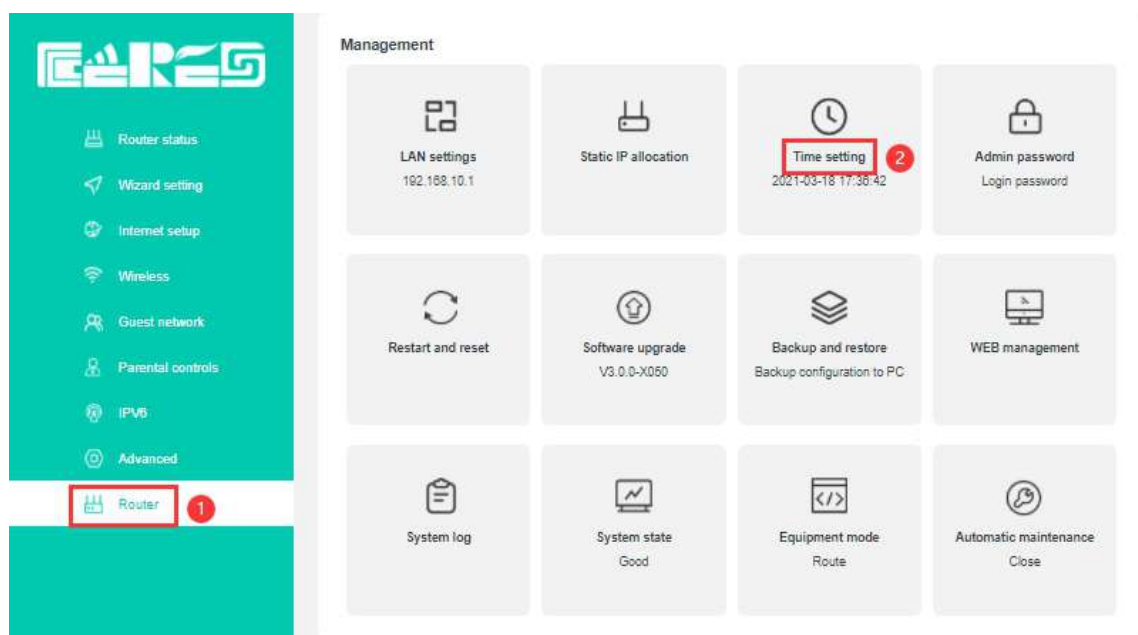 CARES
Router status
Wizard setting
Internet setup
Wireless
Guest network
Parental controls
IPV6
Advanced
Router
1
Management
LAN settings
192.168.10.1
Static IP allocation
Time setting
2
2021-03-18 17:36:42
Admin password
Login password
Restart and reset
Software upgrade
V3.0.0-X050
Backup and restore
Backup configuration to PC
WEB management
System log
System state
Good
Equipment mode
Route
Automatic maintenance
Close